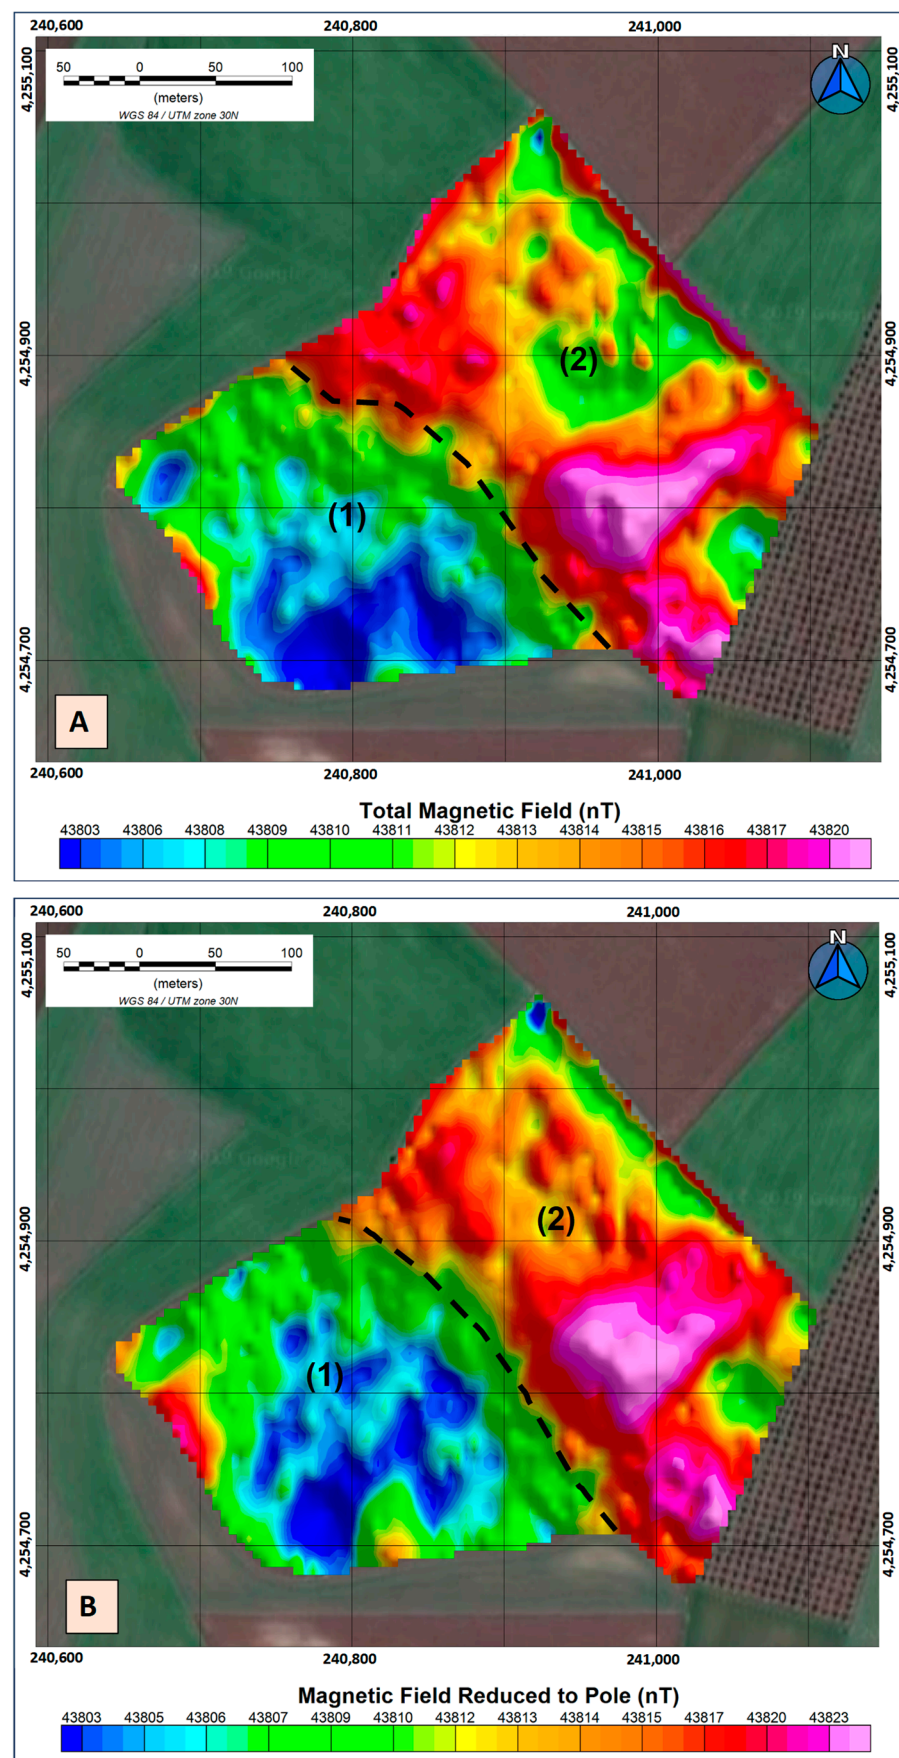 240,600 240,800 241,000
50 0 50 100
(meters)
WGS 84 / UTM zone 30N
N
4,255,100 4,255,100
(2)
4,254,900 4,254,900
(1)
4,254,700 4,254,700
A
240,600 240,800 241,000
Total Magnetic Field (nT)
43803 43806 43808 43809 43810 43811 43812 43813 43814 43815 43816 43817 43820
240,600 240,800 241,000
50 0 50 100
(meters)
WGS 84 / UTM zone 30N
N
4,255,100 4,255,100
(2)
4,254,900 4,254,900
(1)
4,254,700 4,254,700
B
240,600 240,800 241,000
Magnetic Field Reduced to Pole (nT)
43803 43805 43806 43807 43809 43810 43812 43813 43814 43815 43817 43820 43823